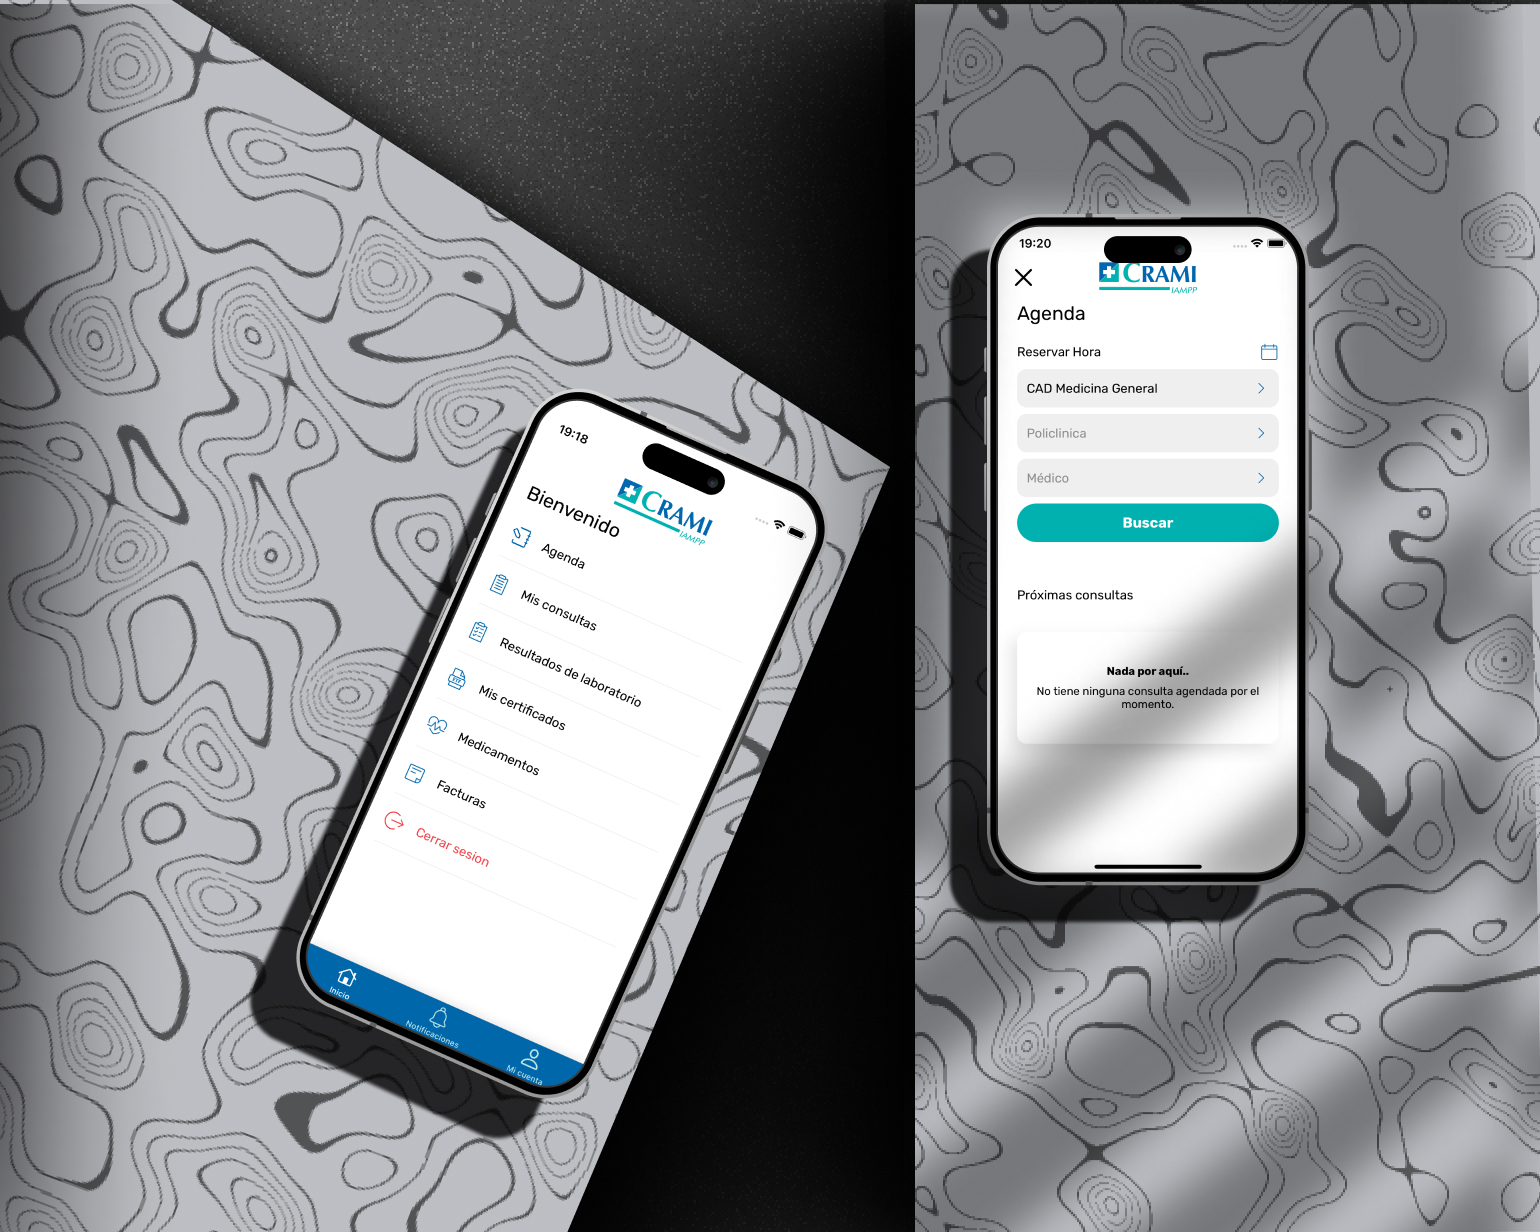 19:18
CRAMI
IAMPP
Bienvenido
Agenda
Mis consultas
Resultados de laboratorio
Mis certificados
Medicamentos
Facturas
Cerrar sesion
Inicio
Notificaciones
Mi cuenta
19:20
CRAMI
IAMPP
Agenda
Reservar Hora
CAD Medicina General
Policlinica
Médico
Buscar
Próximas consultas
Nada por aquí..
No tiene ninguna consulta agendada por el
momento.